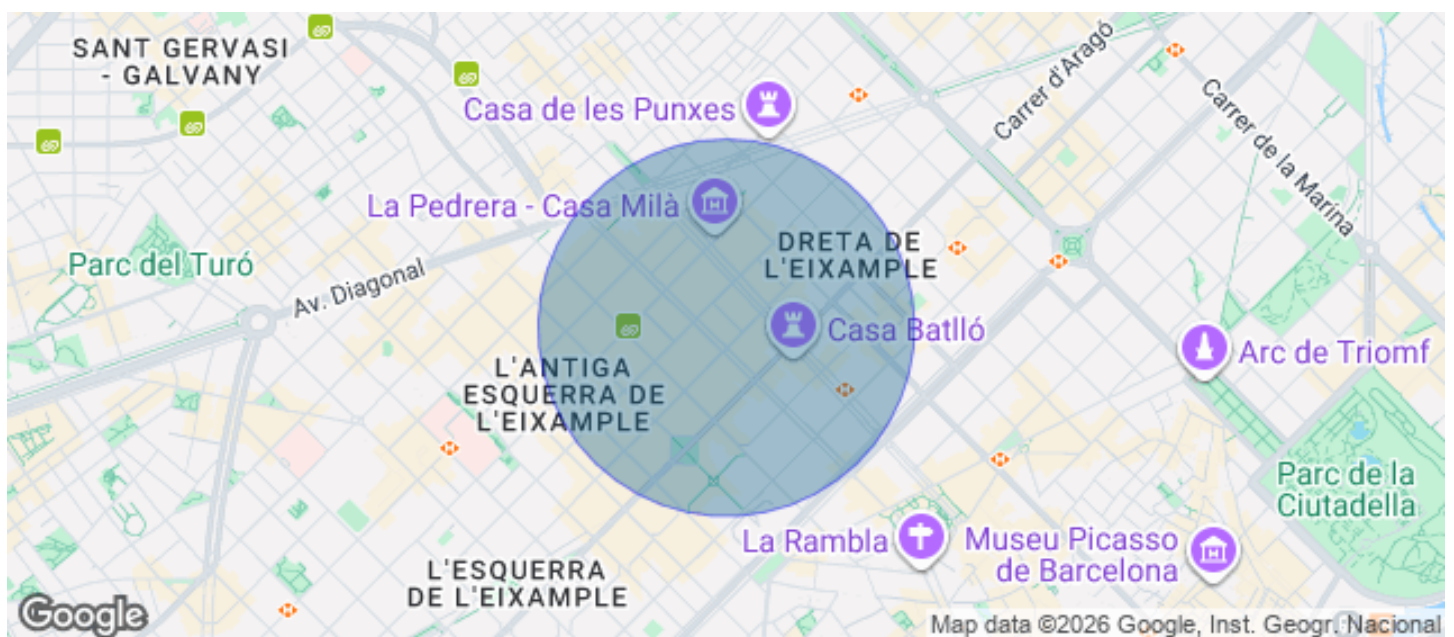 SANT GERVASI
- GALVANY
Casa de les Punxes
Carrer d'Aragó
Carrer de la Marina
La Pedrera - Casa Milà
DRETA DE
L'EIXAMPLE
Parc del Turó
Av. Diagonal
Casa Batlló
Arc de Triomf
L'ANTIGA
ESQUERRA DE
L'EIXAMPLE
Parc de la
Ciutadella
La Rambla
Museu Picasso
de Barcelona
L'ESQUERRA
DE L'EIXAMPLE
Google
Map data ©2026 Google, Inst. Geogr. Nacional